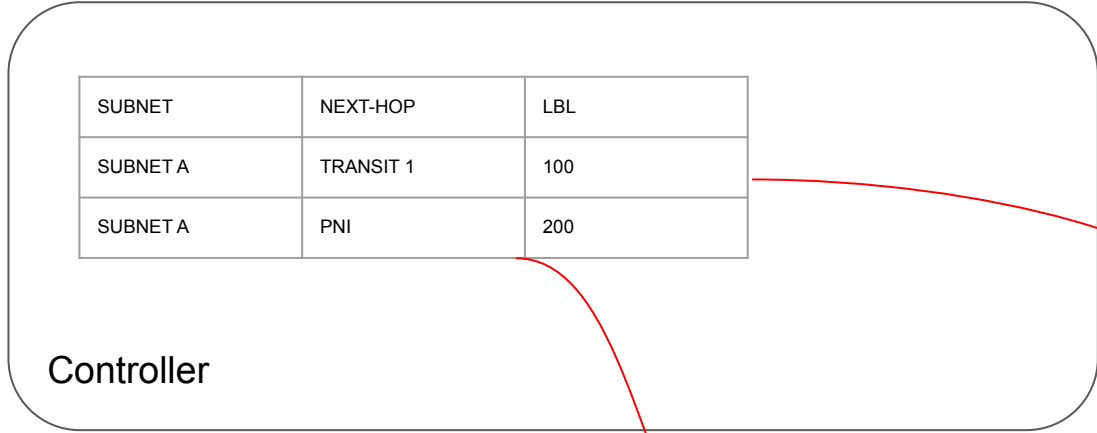 SUBNET NEXT-HOP LBL
SUBNET A TRANSIT 1 100
SUBNET A PNI 200
Controller